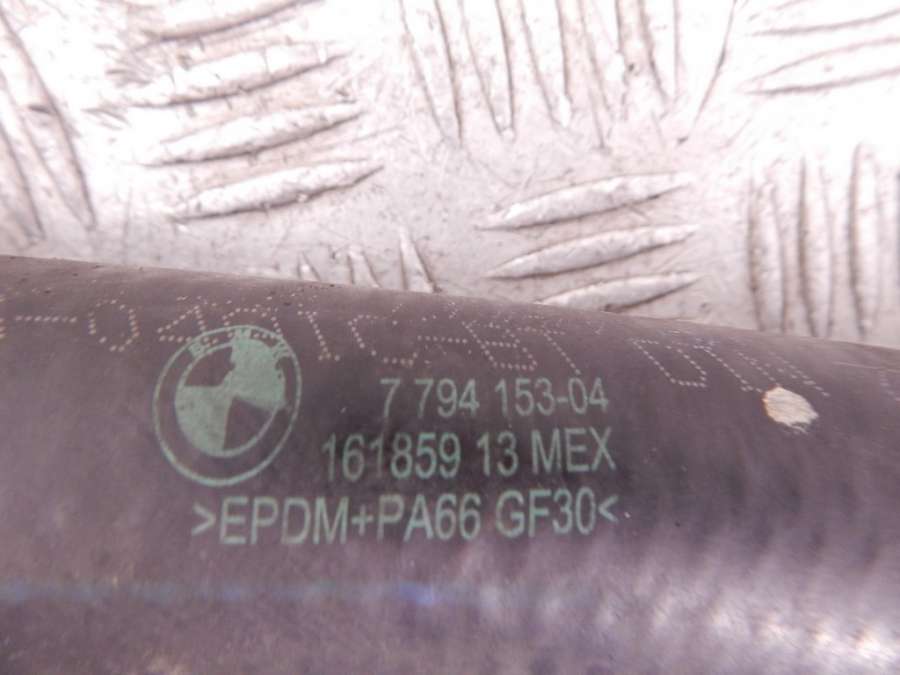 7 794 153-04
161859 13 MEX
>EPDM+PA66 GF30<